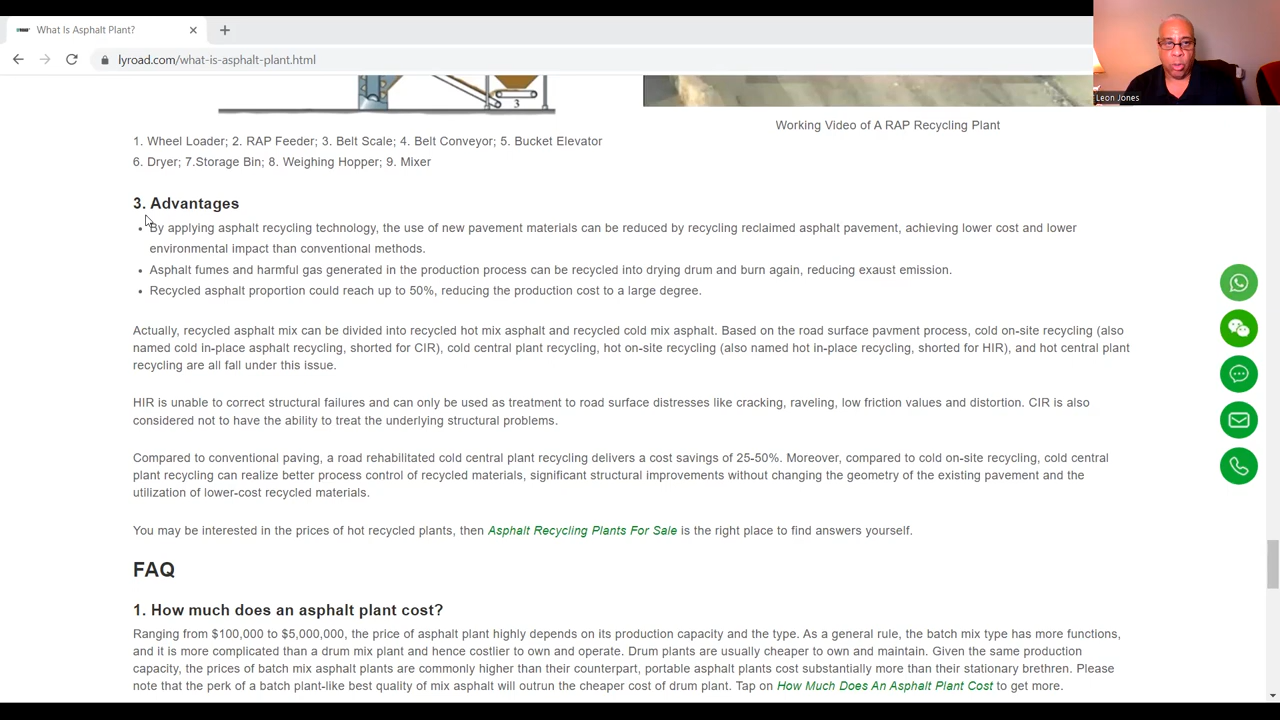 What Is Asphalt Plant?
lyroad.com/what-is-asphalt-plant.html
Leon Jones
3
Working Video of A RAP Recycling Plant
1. Wheel Loader; 2. RAP Feeder; 3. Belt Scale; 4. Belt Conveyor; 5. Bucket Elevator
6. Dryer; 7.Storage Bin; 8. Weighing Hopper; 9. Mixer
3. Advantages
• By applying asphalt recycling technology, the use of new pavement materials can be reduced by recycling reclaimed asphalt pavement, achieving lower cost and lower
environmental impact than conventional methods.
• Asphalt fumes and harmful gas generated in the production process can be recycled into drying drum and burn again, reducing exaust emission.
• Recycled asphalt proportion could reach up to 50%, reducing the production cost to a large degree.
Actually, recycled asphalt mix can be divided into recycled hot mix asphalt and recycled cold mix asphalt. Based on the road surface pavment process, cold on-site recycling (also
named cold in-place asphalt recycling, shorted for CIR), cold central plant recycling, hot on-site recycling (also named hot in-place recycling, shorted for HIR), and hot central plant
recycling are all fall under this issue.
HIR is unable to correct structural failures and can only be used as treatment to road surface distresses like cracking, raveling, low friction values and distortion. CIR is also
considered not to have the ability to treat the underlying structural problems.
Compared to conventional paving, a road rehabilitated cold central plant recycling delivers a cost savings of 25-50%. Moreover, compared to cold on-site recycling, cold central
plant recycling can realize better process control of recycled materials, significant structural improvements without changing the geometry of the existing pavement and the
utilization of lower-cost recycled materials.
You may be interested in the prices of hot recycled plants, then Asphalt Recycling Plants For Sale is the right place to find answers yourself.
FAQ
1. How much does an asphalt plant cost?
Ranging from $100,000 to $5,000,000, the price of asphalt plant highly depends on its production capacity and the type. As a general rule, the batch mix type has more functions,
and it is more complicated than a drum mix plant and hence costlier to own and operate. Drum plants are usually cheaper to own and maintain. Given the same production
capacity, the prices of batch mix asphalt plants are commonly higher than their counterpart, portable asphalt plants cost substantially more than their stationary brethren. Please
note that the perk of a batch plant-like best quality of mix asphalt will outrun the cheaper cost of drum plant. Tap on How Much Does An Asphalt Plant Cost to get more.